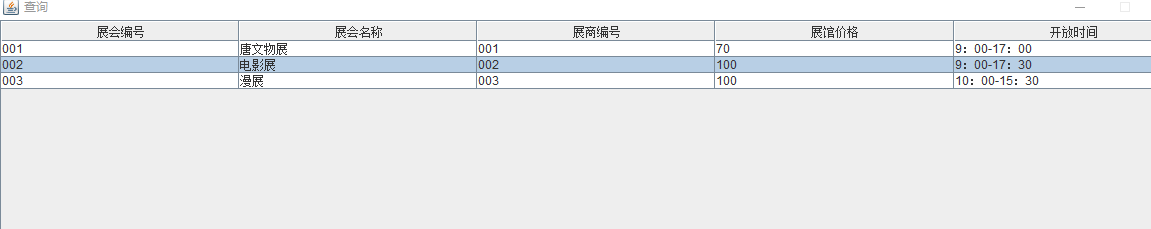 查询
展会编号 展会名称 展商编号 展馆价格 开放时间
001 唐文物展 001 70 9：00-17：00
002 电影展 002 100 9：00-17：30
003 漫展 003 100 10：00-15：30